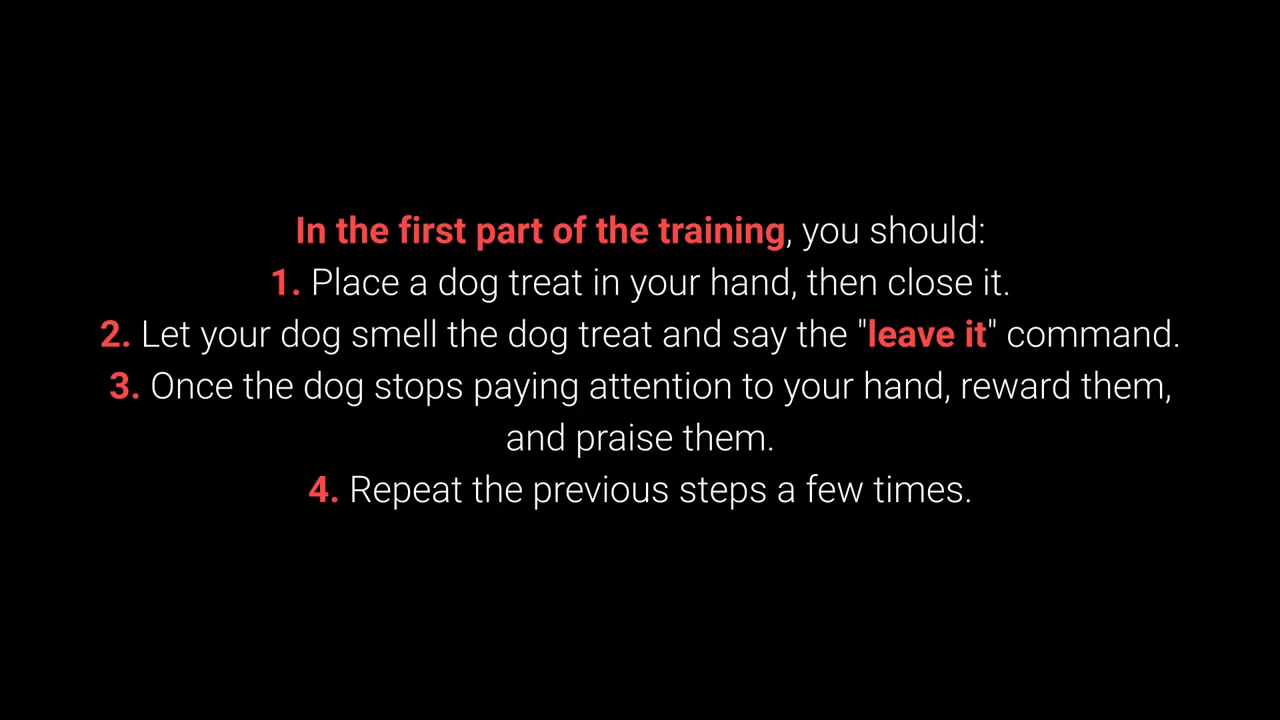 In the first part of the training, you should:
1. Place a dog treat in your hand, then close it.
2. Let your dog smell the dog treat and say the "leave it" command.
3. Once the dog stops paying attention to your hand, reward them,
and praise them.
4. Repeat the previous steps a few times.